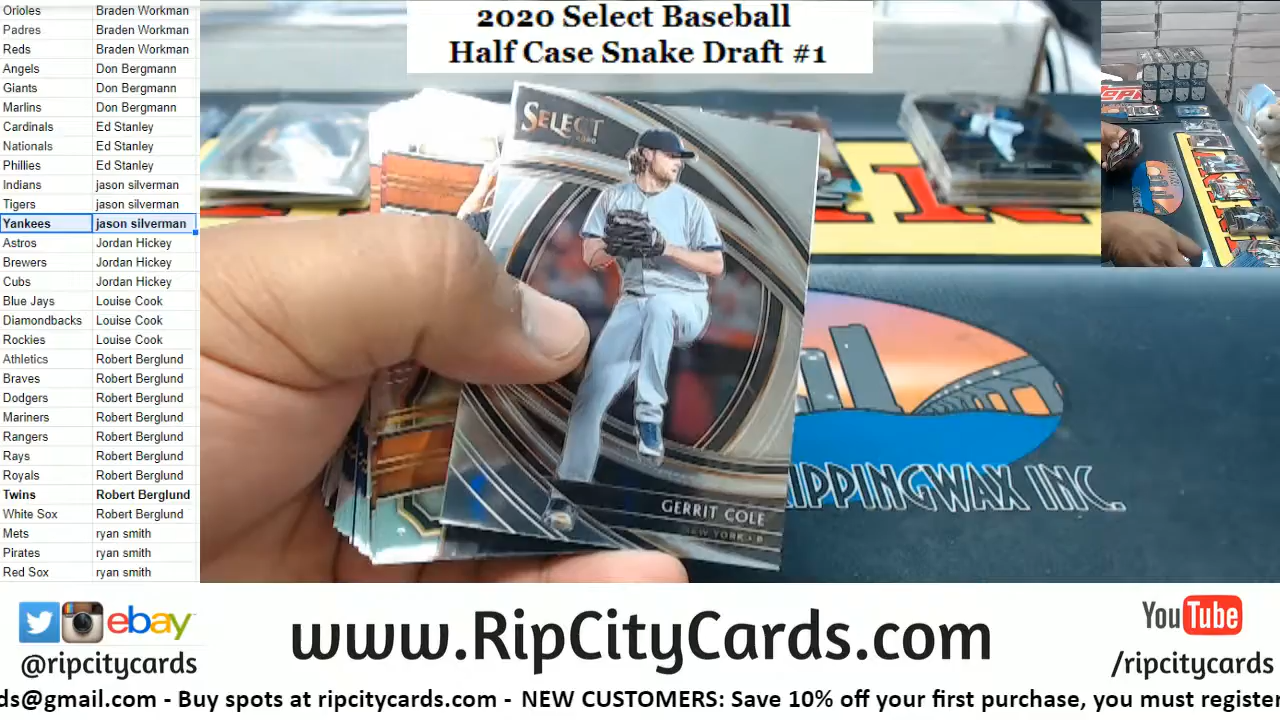 2020 Select Baseball
Half Case Snake Draft #1
Orioles Braden Workman
Padres Braden Workman
Reds Braden Workman
Angels Don Bergmann
Giants Don Bergmann
Marlins Don Bergmann
Cardinals Ed Stanley
Nationals Ed Stanley
Phillies Ed Stanley
Indians jason silverman
Tigers jason silverman
Yankees jason silverman
Astros Jordan Hickey
Brewers Jordan Hickey
Cubs Jordan Hickey
Blue Jays Louise Cook
Diamondbacks Louise Cook
Rockies Louise Cook
Athletics Robert Berglund
Braves Robert Berglund
Dodgers Robert Berglund
Mariners Robert Berglund
Rangers Robert Berglund
Rays Robert Berglund
Royals Robert Berglund
Twins Robert Berglund
White Sox Robert Berglund
Mets ryan smith
Pirates ryan smith
Red Sox ryan smith
SELECT
GERRIT COLE
NEW YORK
IPPINGWAX INC.
ebay
@ripcitycards
www.RipCityCards.com
YouTube
/ripcitycards
ds@gmail.com - Buy spots at ripcitycards.com - NEW CUSTOMERS: Save 10% off your first purchase, you must register